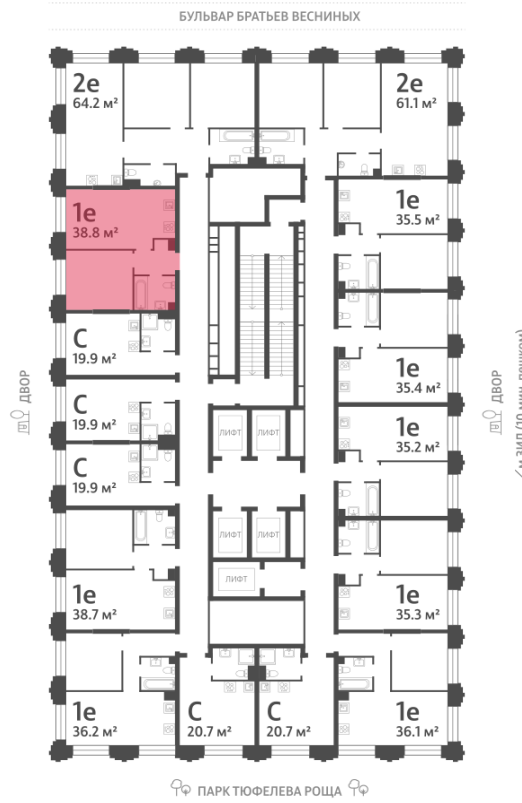 БУЛЬВАР БРАТЬЕВ ВЕСНИНЫХ
2е
64.2 м²
2е
61.1 м²
1е
38.8 м²
1е
35.5 м²
С
19.9 м²
1е
35.4 м²
ДВОР
ДВОР
С
19.9 м²
1е
35.2 м²
ЛИФТ
ЛИФТ
С
19.9 м²
ЛИФТ
ЛИФТ
ЛИФТ
1е
38.7 м²
1е
35.3 м²
1е
36.2 м²
С
20.7 м²
С
20.7 м²
1е
36.1 м²
ПАРК ТЮФЕЛЕВА РОЩА